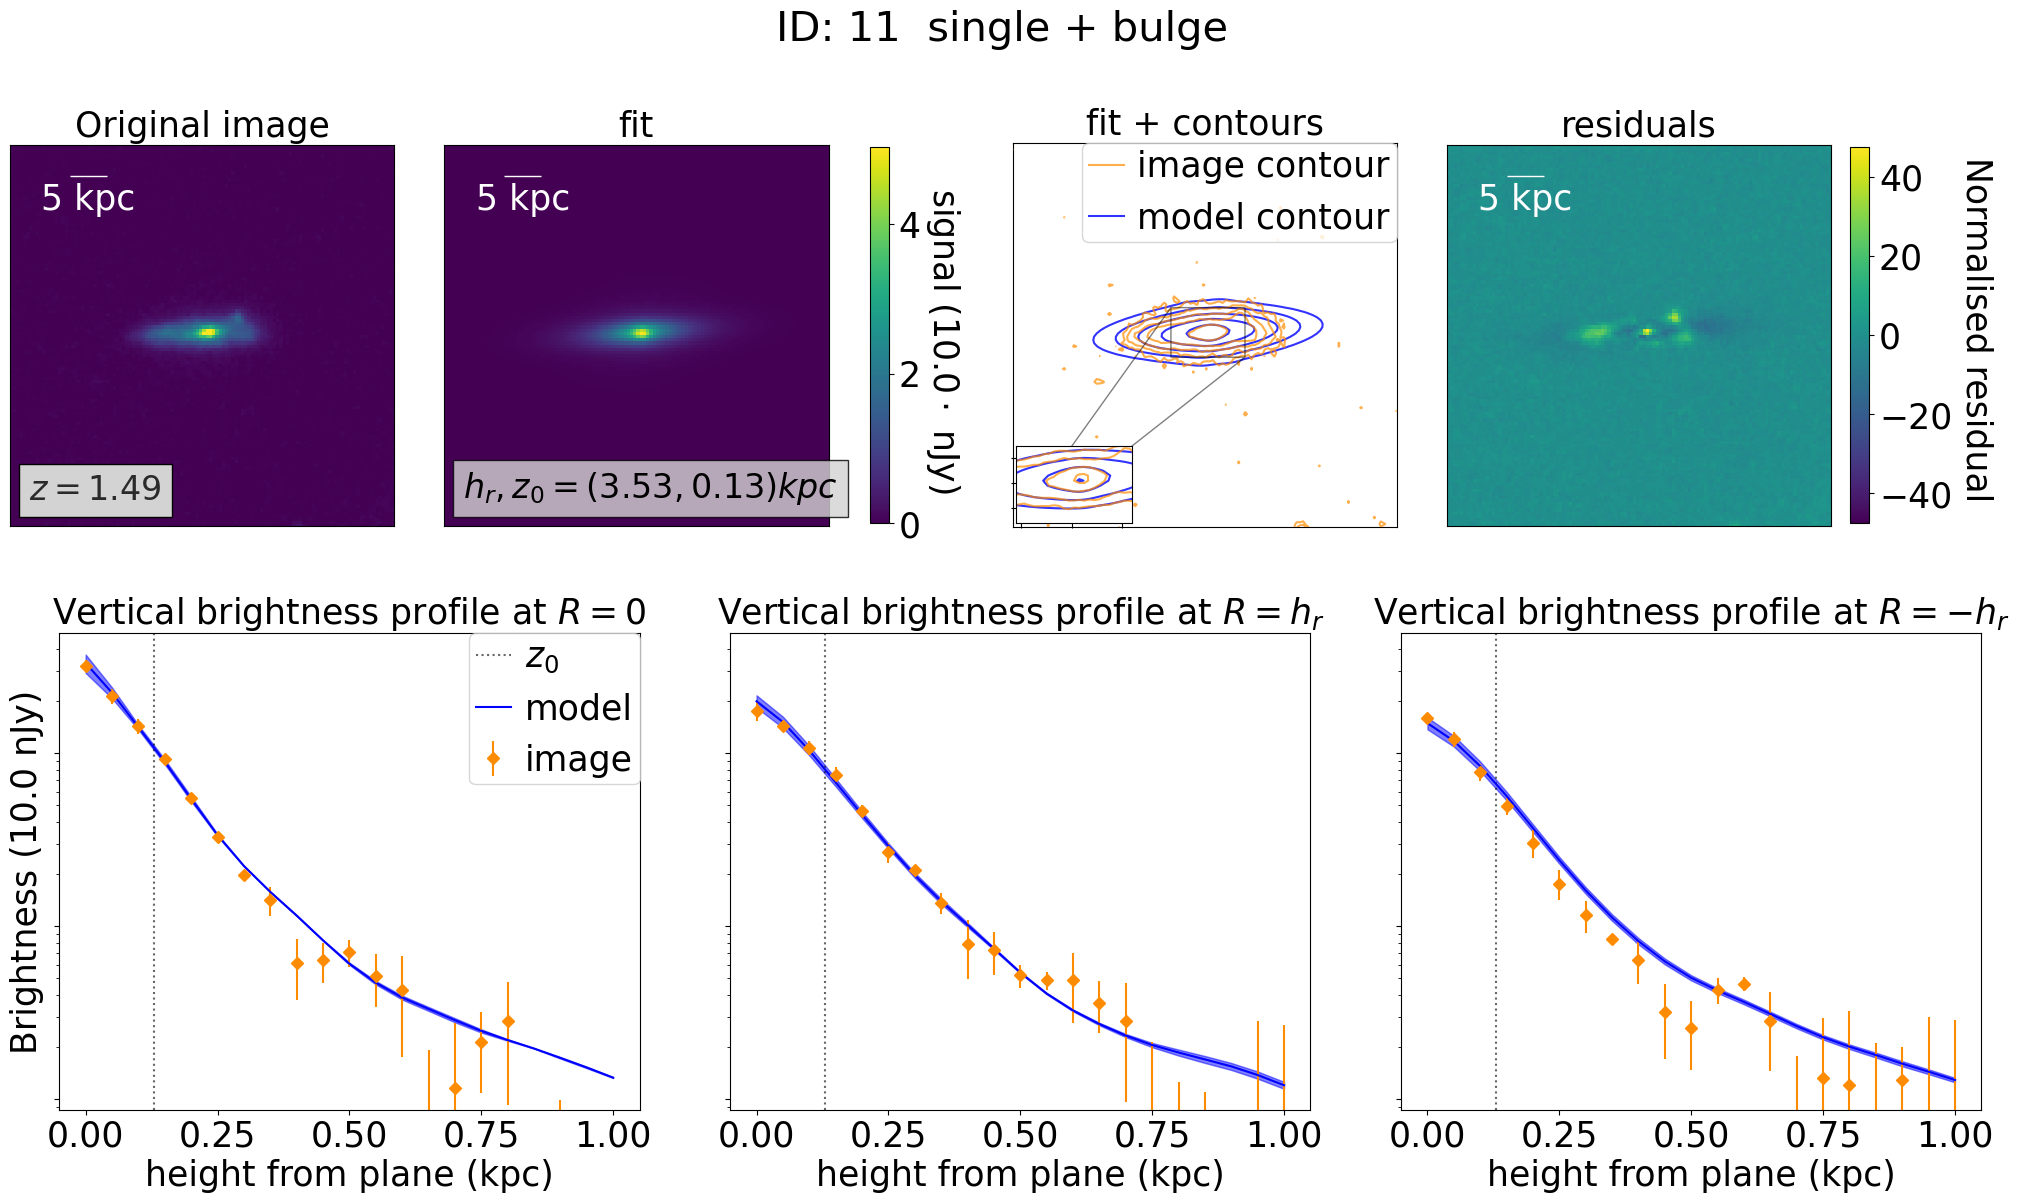 ID: 11  single + bulge
Original image
5 kpc
z = 1.49
fit
5 kpc
h_r, z_0 = (3.53, 0.13)kpc
4
2
0
signal (10.0 · nJy)
fit + contours
image contour
model contour
residuals
5 kpc
40
20
0
−20
−40
Normalised residual
Vertical brightness profile at R = 0
z_0
model
image
Brightness (10.0 nJy)
0.00 0.25 0.50 0.75 1.00
height from plane (kpc)
Vertical brightness profile at R = h_r
0.00 0.25 0.50 0.75 1.00
height from plane (kpc)
Vertical brightness profile at R = −h_r
0.00 0.25 0.50 0.75 1.00
height from plane (kpc)